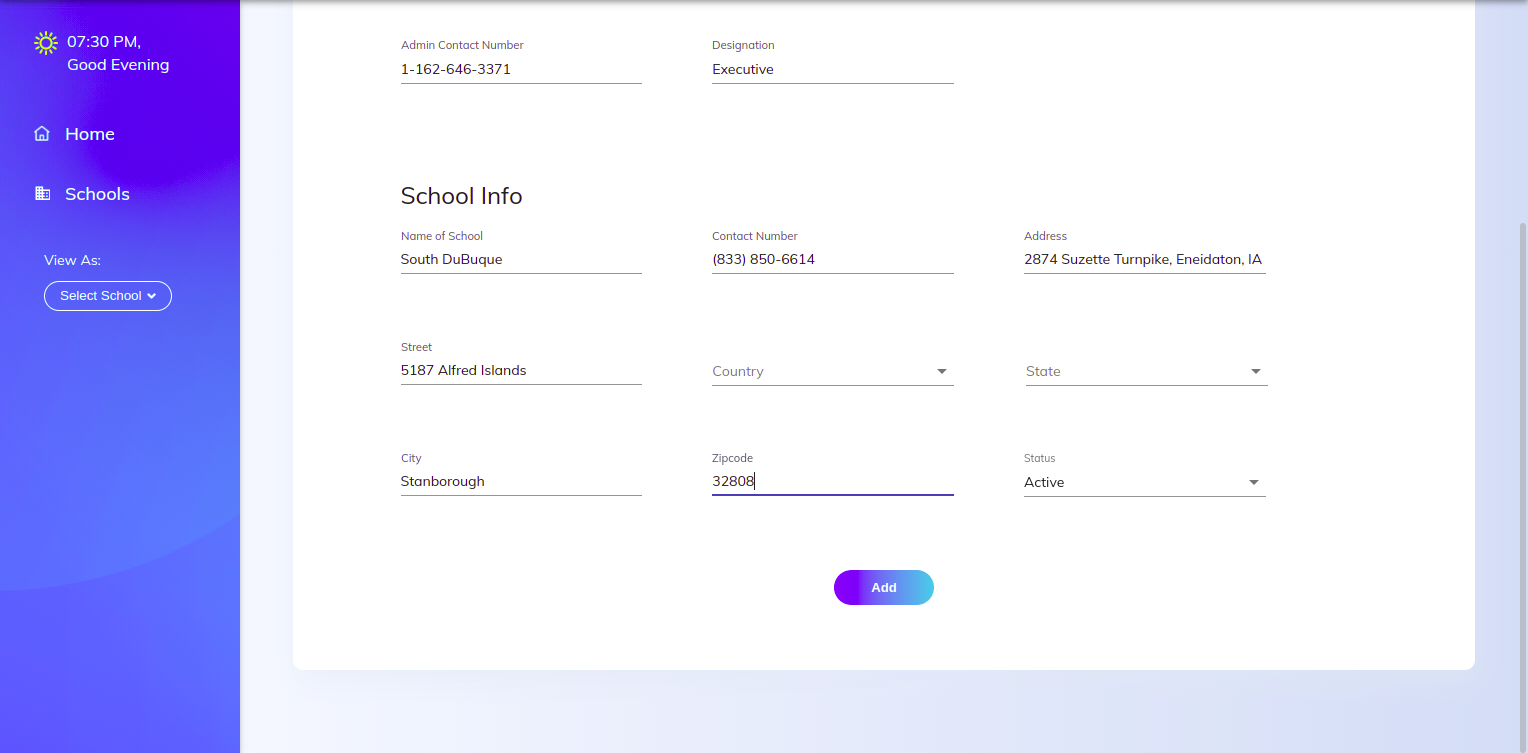 07:30 PM,
Good Evening
Home
Schools
View As:
Select School
Admin Contact Number
1-162-646-3371
Designation
Executive
School Info
Name of School
South DuBuque
Contact Number
(833) 850-6614
Address
2874 Suzette Turnpike, Eneidaton, IA
Street
5187 Alfred Islands
Country
State
City
Stanborough
Zipcode
32808
Status
Active
Add